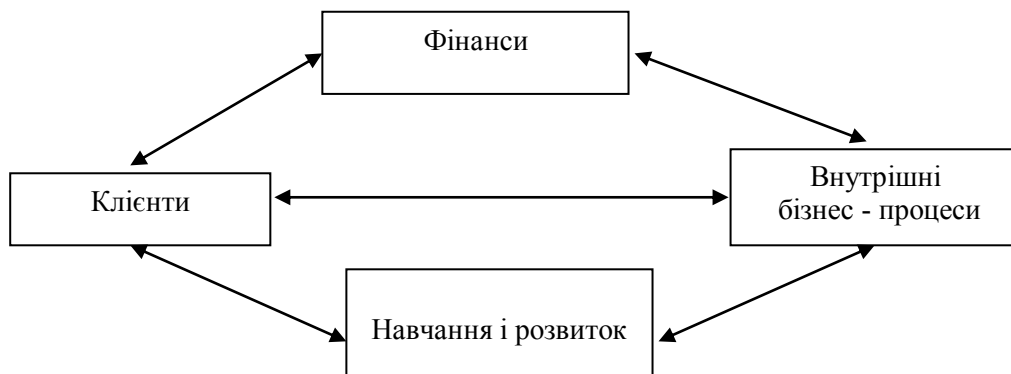 Фінанси
Клієнти
Внутрішні
бізнес - процеси
Навчання і розвиток